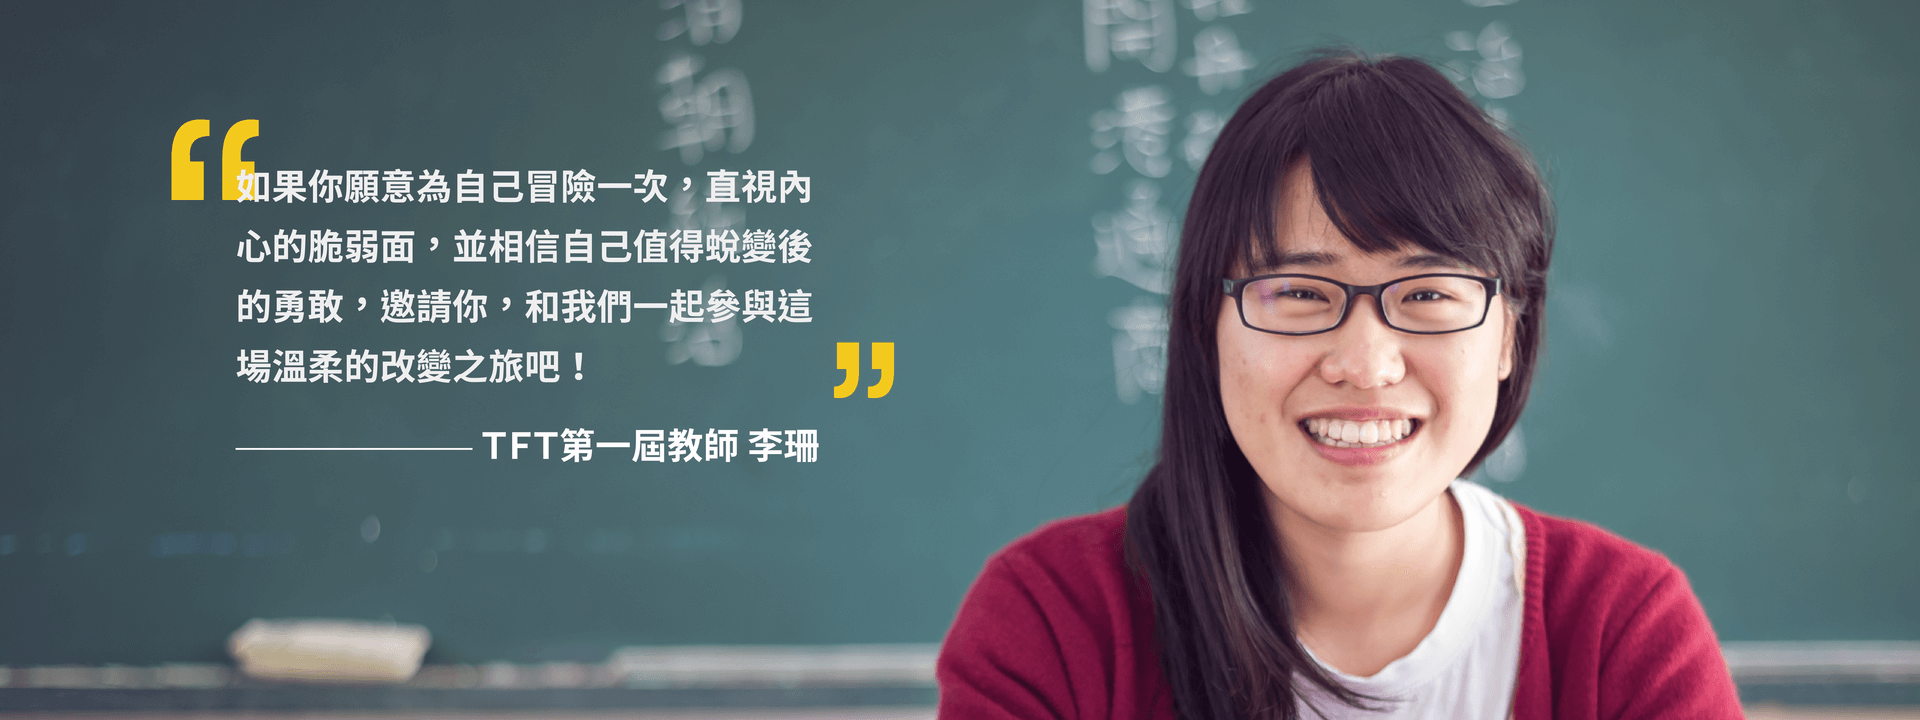 如果你願意為自己冒險一次，直視內
心的脆弱面，並相信自己值得蛻變後
的勇敢，邀請你，和我們一起參與這
場溫柔的改變之旅吧！
TFT第一屆教師 李珊